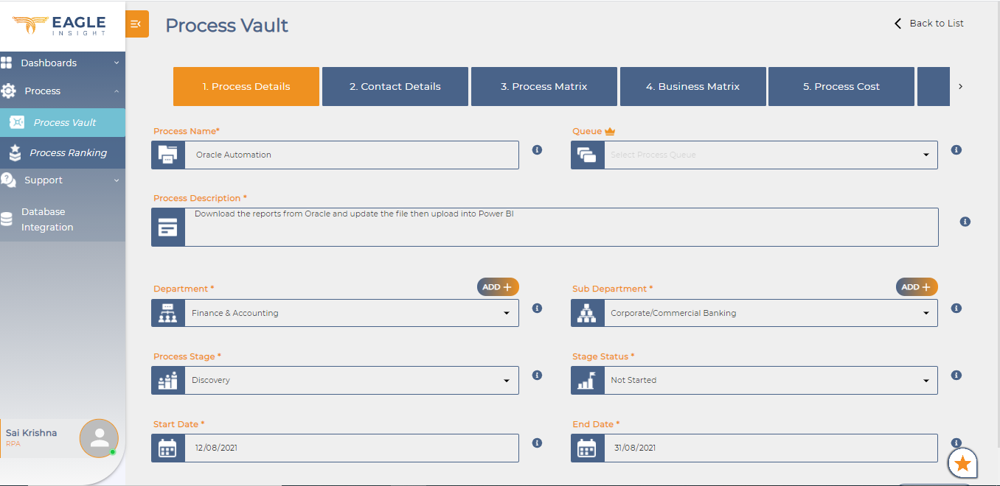 EAGLE
INSIGHT
Process Vault
Back to List
Dashboards
Process
Process Vault
Process Ranking
Support
Database
Integration
Sai Krishna
RPA
1. Process Details
2. Contact Details
3. Process Matrix
4. Business Matrix
5. Process Cost
Process Name*
Oracle Automation
Queue
Select Process Queue
Process Description *
Download the reports from Oracle and update the file then upload into Power BI
Department *
ADD +
Finance & Accounting
Sub Department *
ADD +
Corporate/Commercial Banking
Process Stage *
Discovery
Stage Status *
Not Started
Start Date *
12/08/2021
End Date *
31/08/2021